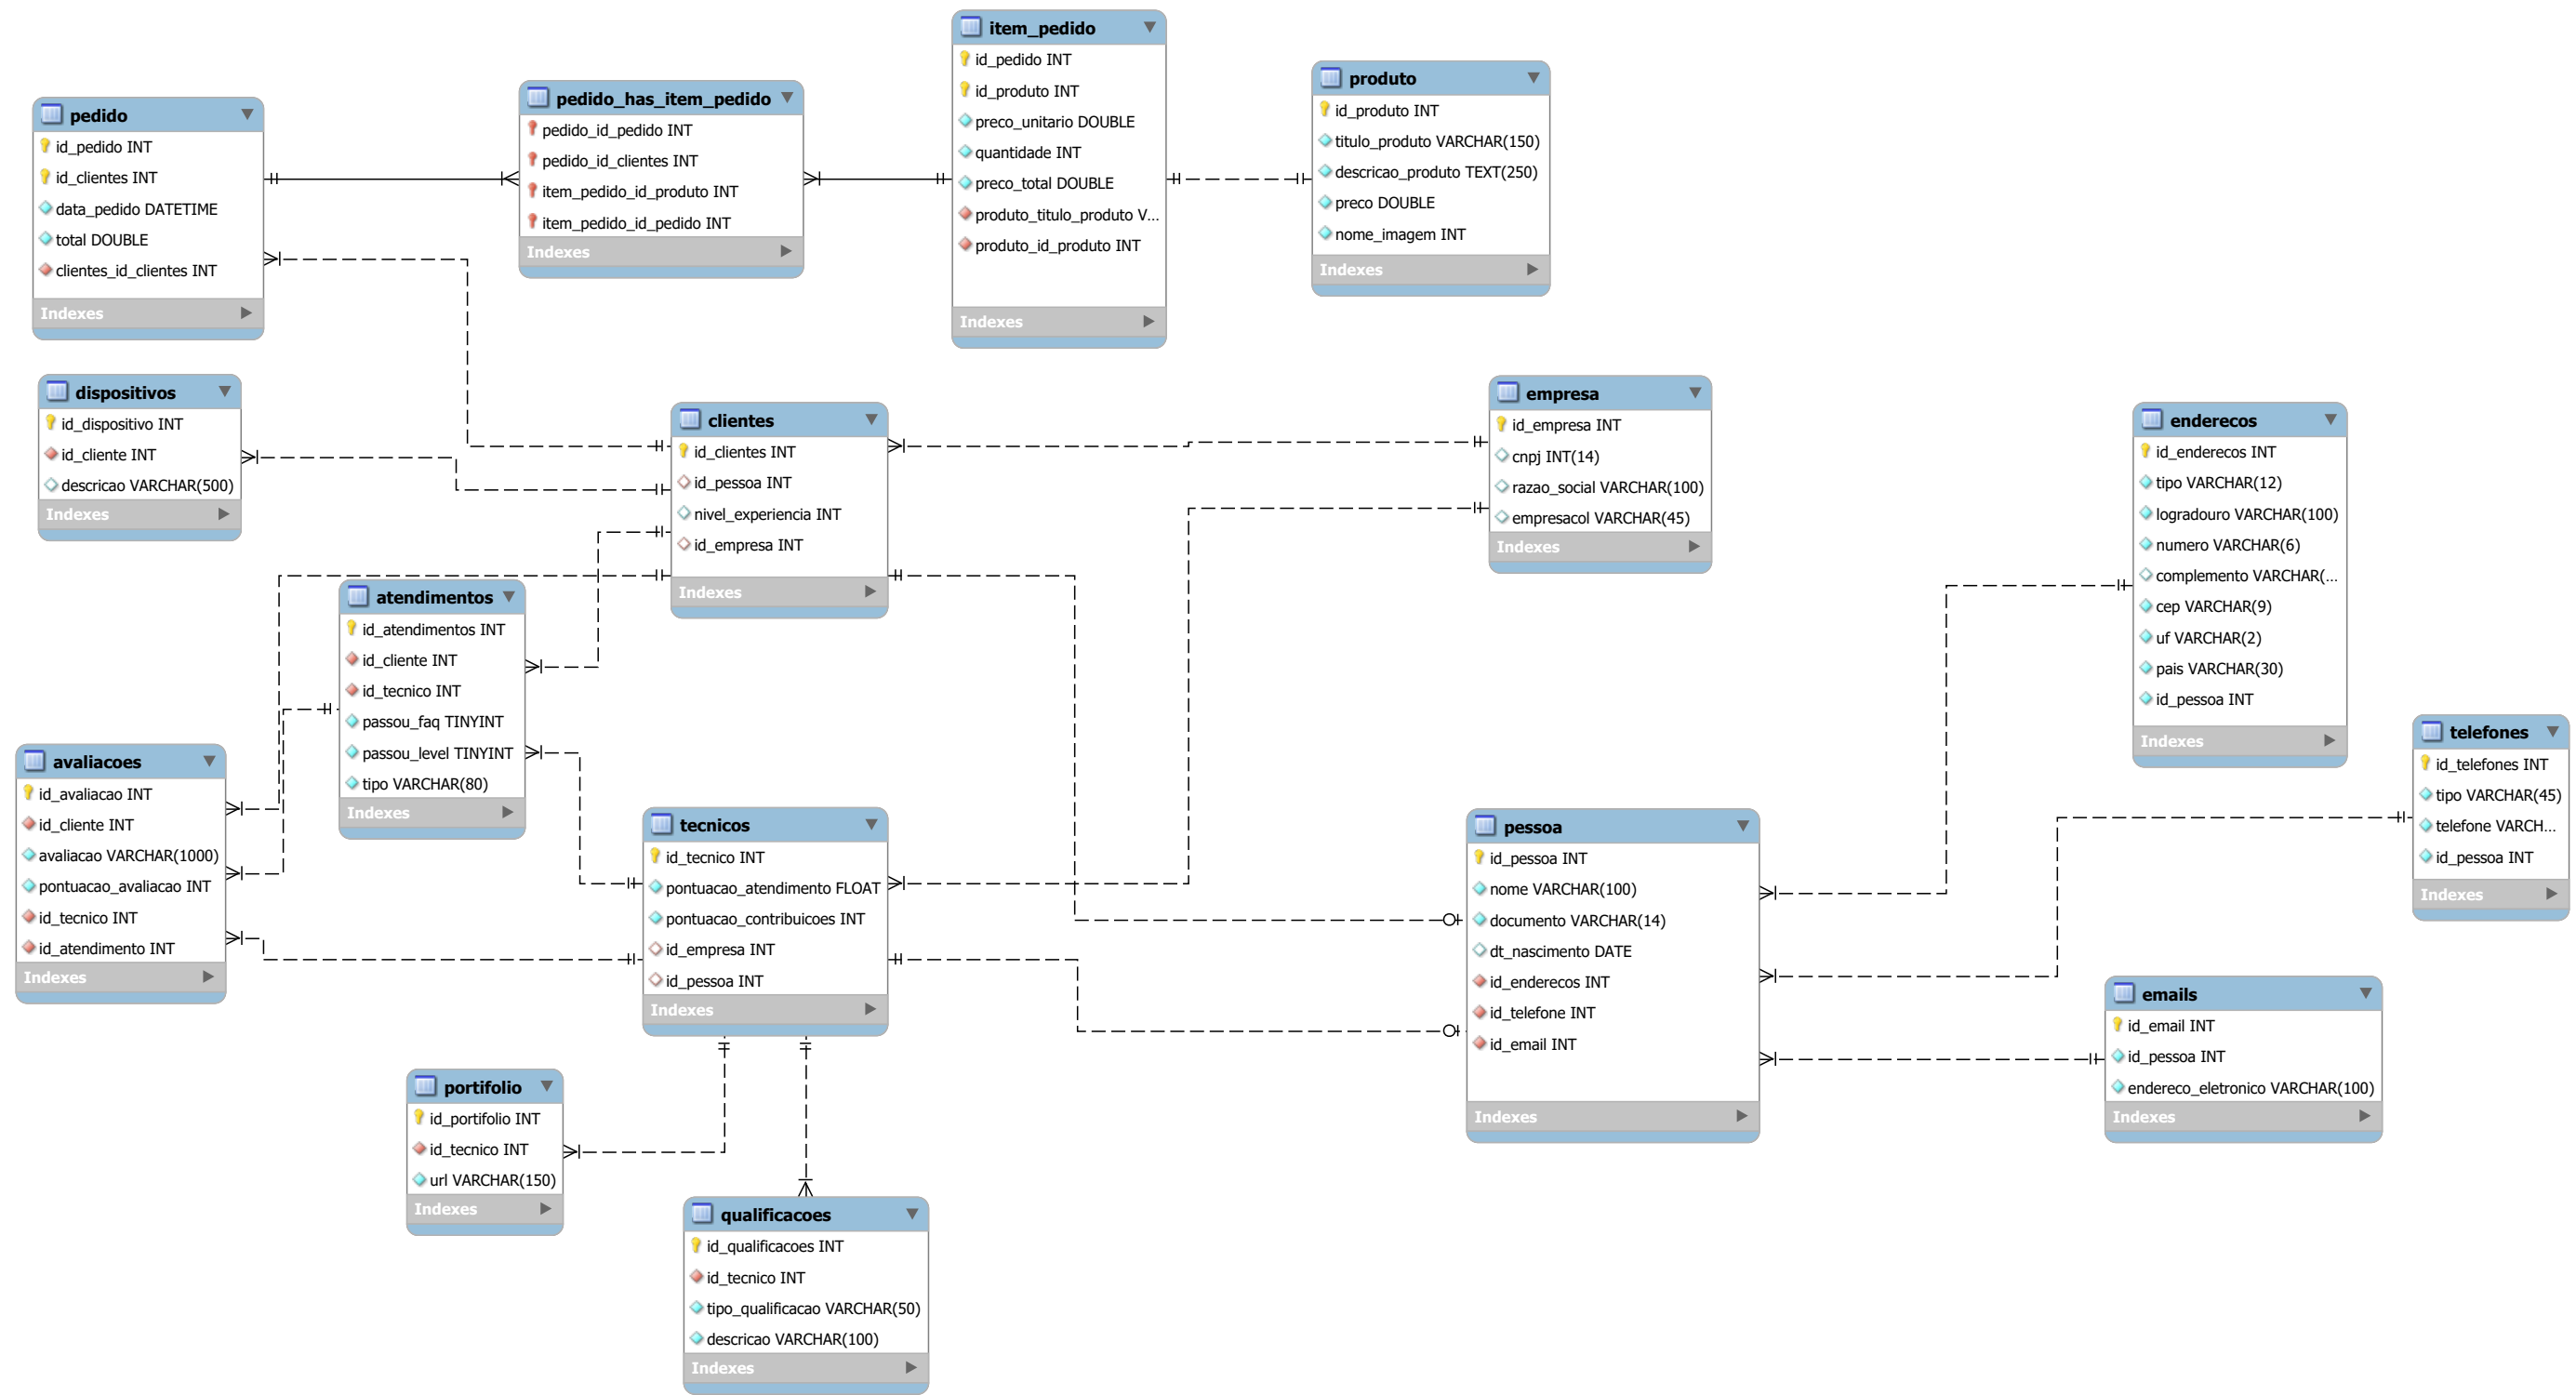 item_pedido
id_pedido INT
id_produto INT
preco_unitario DOUBLE
quantidade INT
preco_total DOUBLE
produto_titulo_produto V...
produto_id_produto INT
Indexes
produto
id_produto INT
titulo_produto VARCHAR(150)
descricao_produto TEXT(250)
preco DOUBLE
nome_imagem INT
Indexes
pedido_has_item_pedido
pedido_id_pedido INT
pedido_id_clientes INT
item_pedido_id_produto INT
item_pedido_id_pedido INT
Indexes
pedido
id_pedido INT
id_clientes INT
data_pedido DATETIME
total DOUBLE
clientes_id_clientes INT
Indexes
dispositivos
id_dispositivo INT
id_cliente INT
descricao VARCHAR(500)
Indexes
clientes
id_clientes INT
id_pessoa INT
nivel_experiencia INT
id_empresa INT
Indexes
empresa
id_empresa INT
cnpj INT(14)
razao_social VARCHAR(100)
empresacol VARCHAR(45)
Indexes
enderecos
id_enderecos INT
tipo VARCHAR(12)
logradouro VARCHAR(100)
numero VARCHAR(6)
complemento VARCHAR(...
cep VARCHAR(9)
uf VARCHAR(2)
pais VARCHAR(30)
id_pessoa INT
Indexes
atendimentos
id_atendimentos INT
id_cliente INT
id_tecnico INT
passou_faq TINYINT
passou_level TINYINT
tipo VARCHAR(80)
Indexes
telefones
id_telefones INT
tipo VARCHAR(45)
telefone VARCH...
id_pessoa INT
Indexes
avaliacoes
id_avaliacao INT
id_cliente INT
avaliacao VARCHAR(1000)
pontuacao_avaliacao INT
id_tecnico INT
id_atendimento INT
Indexes
tecnicos
id_tecnico INT
pontuacao_atendimento FLOAT
pontuacao_contribuicoes INT
id_empresa INT
id_pessoa INT
Indexes
pessoa
id_pessoa INT
nome VARCHAR(100)
documento VARCHAR(14)
dt_nascimento DATE
id_enderecos INT
id_telefone INT
id_email INT
Indexes
emails
id_email INT
id_pessoa INT
endereco_eletronico VARCHAR(100)
Indexes
portifolio
id_portifolio INT
id_tecnico INT
url VARCHAR(150)
Indexes
qualificacoes
id_qualificacoes INT
id_tecnico INT
tipo_qualificacao VARCHAR(50)
descricao VARCHAR(100)
Indexes